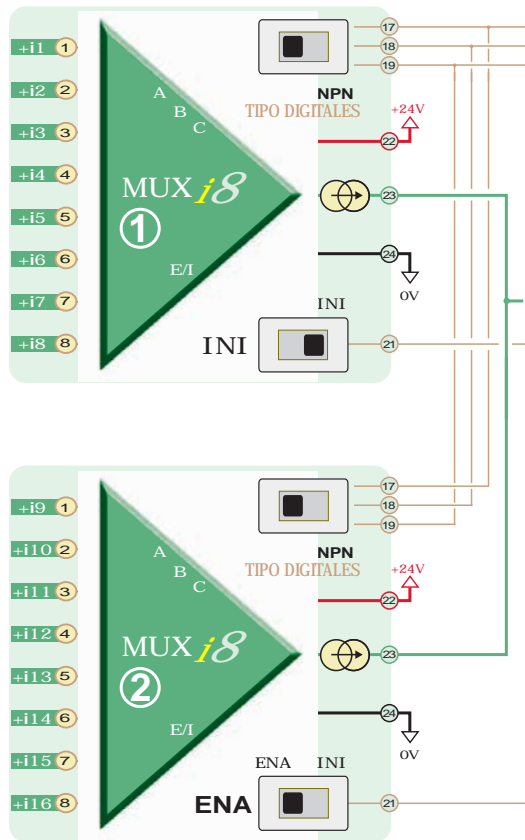 +i1 1
+i2 2
+i3 3
+i4 4
+i5 5
+i6 6
+i7 7
+i8 8
A
B
C
MUX i8
1
E/I
17
18
19
NPN
TIPO DIGITALES
+24V
22
23
24
0V
INI
INI
21
+i9 1
+i10 2
+i11 3
+i12 4
+i13 5
+i14 6
+i15 7
+i16 8
A
B
C
MUX i8
2
E/I
17
18
19
NPN
TIPO DIGITALES
+24V
22
23
24
0V
ENA INI
ENA
21